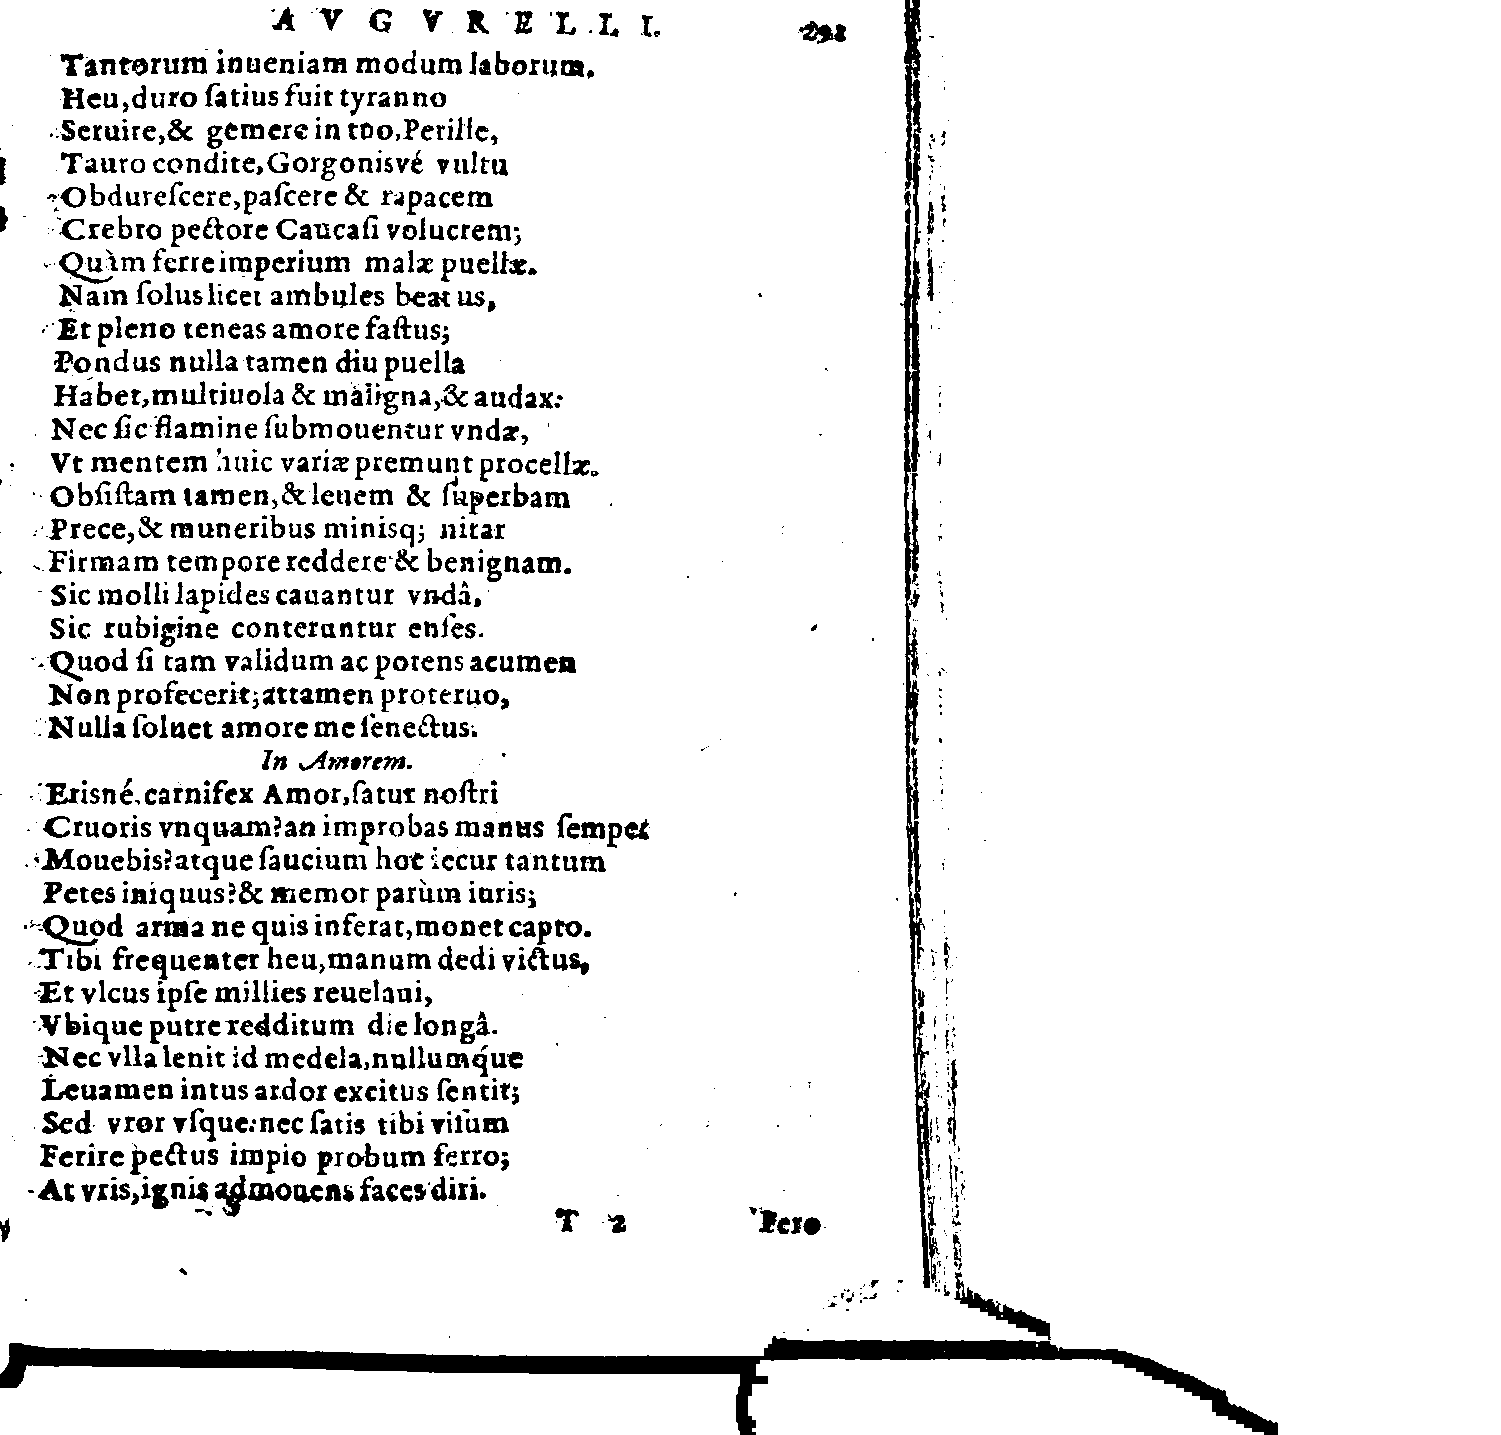 AVGVRELLI. 291
Tantorum inueniam modum laborum.
Heu,duro ſatius fuit tyranno
Seruire,& gemere in tuo,Perille,
Tauro condite,Gorgonisvé vultu
Obdureſcere,paſcere & rapacem
Crebro pectore Caucaſi volucrem;
Quàm ferre imperium malæ puellæ.
Nam ſolus licet ambules beatus,
Et pleno teneas amore faſtus;
Pondus nulla tamen diu puella
Habet,multiuola & maligna,& audax:
Nec ſic flamine ſubmouentur vndæ,
Vt mentem huic variæ premunt procellæ.
Obſiſtam tamen,& leuem & ſuperbam
Prece,& muneribus minisq; nitar
Firmam tempore reddere & benignam.
Sic molli lapides cauantur vndâ,
Sic rubigine conteruntur enſes.
Quod ſi tam validum ac potens acumen
Non profecerit;attamen proteruo,
Nulla ſoluet amore me ſenectus.
In Amorem.
Erisné,carnifex Amor,ſatur noſtri
Cruoris vnquam?an improbas manus ſemper
Mouebis?atque ſaucium hoc iecur tantum
Petes iniquus?& memor parùm iuris;
Quod arma ne quis inferat,monet capto.
Tibi frequenter heu,manum dedi victus,
Et vlcus ipſe millies reuelaui,
Vbique putre redditum die longâ.
Nec vlla lenit id medela,nullumq́ue
Leuamen intus ardor excitus ſentit;
Sed vror vſque:nec ſatis tibi viſum
Ferire pectus impio probum ferro;
At vris,ignis admouens faces diri.
T 2 Fero